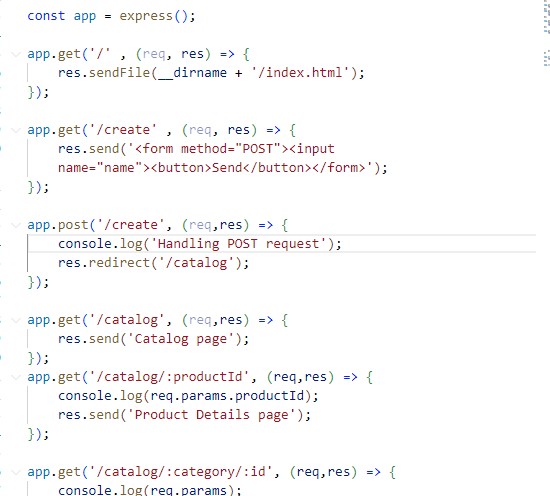 const app = express();
app.get('/' , (req, res) => {
res.sendFile(__dirname + '/index.html');
});
app.get('/create' , (req, res) => {
res.send('<form method="POST"><input
name="name"><button>Send</button></form>');
});
app.post('/create', (req,res) => {
console.log('Handling POST request');
res.redirect('/catalog');
});
app.get('/catalog', (req,res) => {
res.send('Catalog page');
});
app.get('/catalog/:productId', (req,res) => {
console.log(req.params.productId);
res.send('Product Details page');
});
app.get('/catalog/:category/:id', (req,res) => {
console.log(req.params);